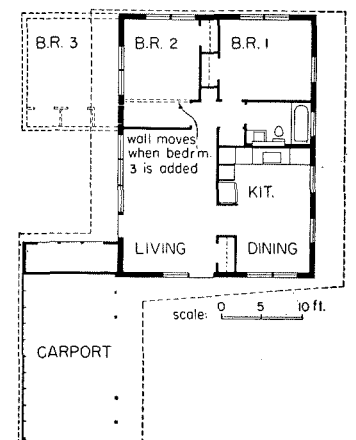 B.R. 3
B.R. 2
B.R. 1
wall moves
when bedrm.
3 is added
KIT.
LIVING
DINING
scale: 0 5 10 ft.
CARPORT